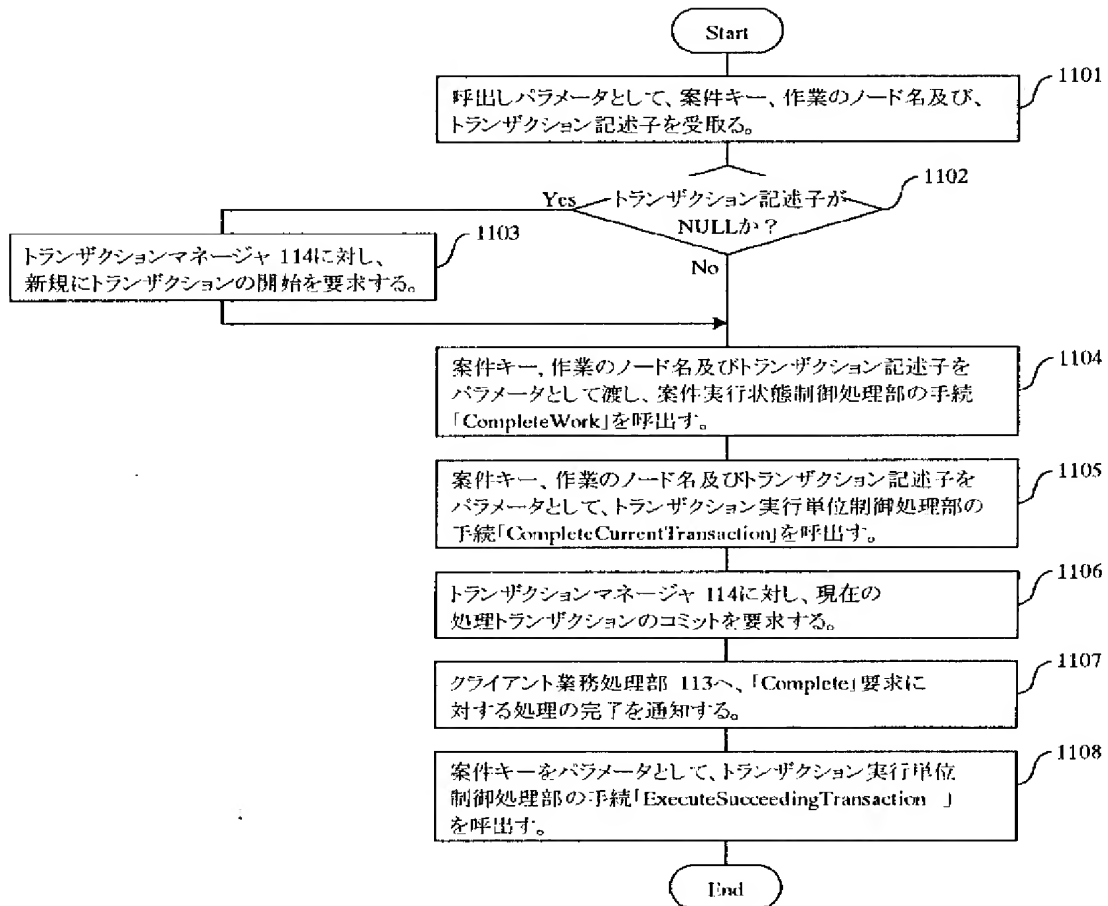 Start
1101
呼出しパラメータとして、案件キー、作業のノード名及び、
トランザクション記述子を受取る。
1102
Yes
トランザクション記述子が
NULLか？
No
1103
トランザクションマネージャ 114に対し、
新規にトランザクションの開始を要求する。
1104
案件キー、作業のノード名及びトランザクション記述子を
パラメータとして渡し、案件実行状態制御処理部の手続
「CompleteWork」を呼出す。
1105
案件キー、作業のノード名及びトランザクション記述子を
パラメータとして、トランザクション実行単位制御処理部の
手続「CompleteCurrentTransaction」を呼出す。
1106
トランザクションマネージャ 114に対し、現在の
処理トランザクションのコミットを要求する。
1107
クライアント業務処理部 113へ、「Complete」要求に
対する処理の完了を通知する。
1108
案件キーをパラメータとして、トランザクション実行単位
制御処理部の手続「ExecuteSucceedingTransaction 」
を呼出す。
End